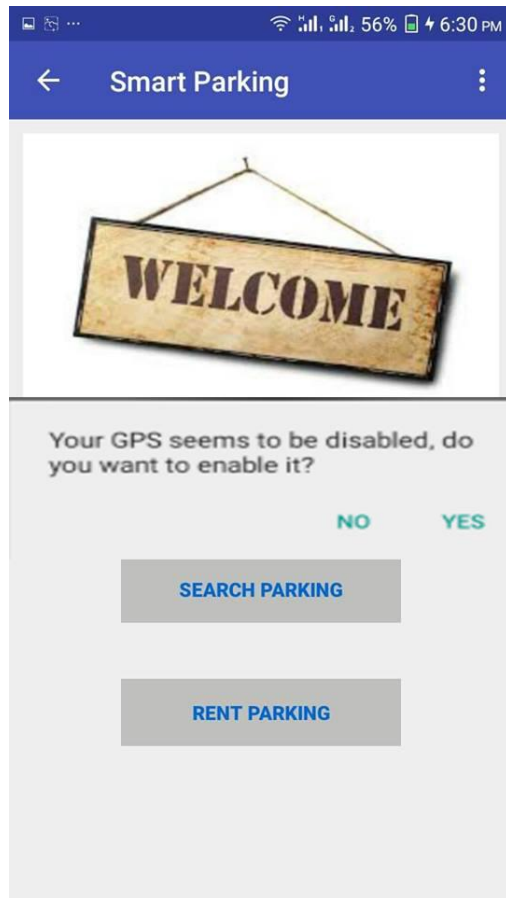 56% 6:30 PM
Smart Parking
WELCOME
Your GPS seems to be disabled, do
you want to enable it?
NO YES
SEARCH PARKING
RENT PARKING